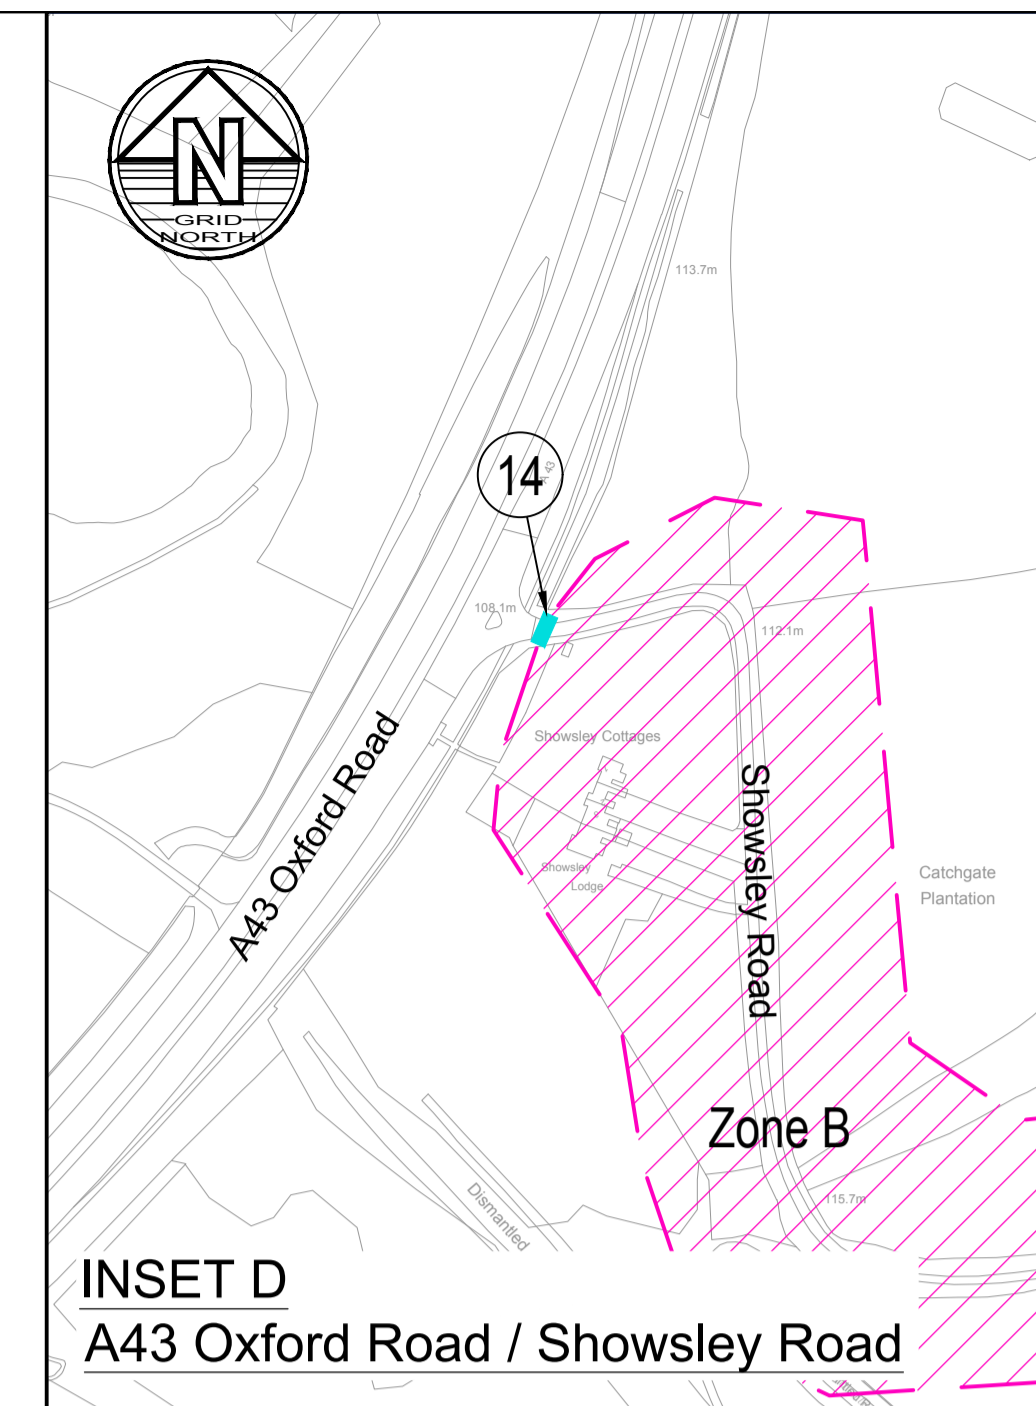 N
GRID
NORTH
113.7m
14
A 43
108.1m
112.1m
Showsley Cottages
A43 Oxford Road
Showsley Road
Showsley
Lodge
Catchgate
Plantation
Zone B
115.7m
Dismantled
INSET D
A43 Oxford Road / Showsley Road